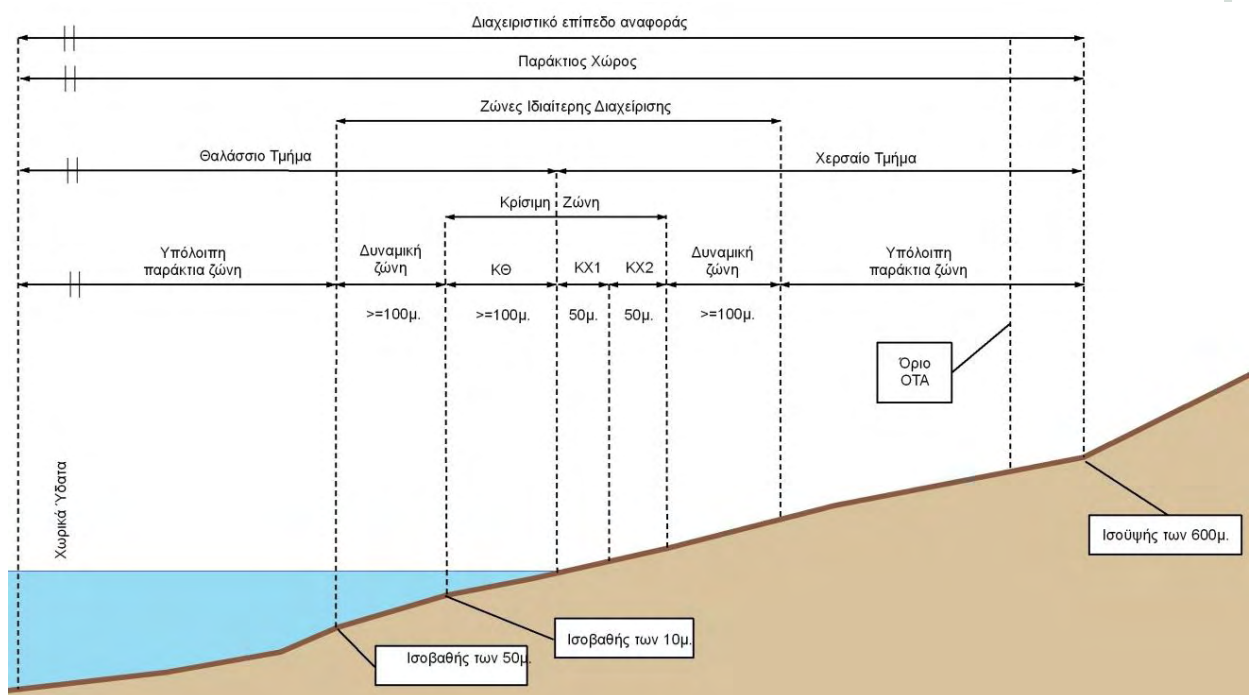 Διαχειριστικό επίπεδο αναφοράς
Παράκτιος Χώρος
Ζώνες Ιδιαίτερης Διαχείρισης
Θαλάσσιο Τμήμα
Χερσαίο Τμήμα
Κρίσιμη Ζώνη
Υπόλοιπη
παράκτια ζώνη
Δυναμική
ζώνη
ΚΘ
ΚΧ1
ΚΧ2
Δυναμική
ζώνη
Υπόλοιπη
παράκτια ζώνη
>=100μ.
>=100μ.
50μ.
50μ.
>=100μ.
Όριο
ΟΤΑ
Χωρικά Ύδατα
Ισοϋψής των 600μ.
Ισοβαθής των 10μ.
Ισοβαθής των 50μ.